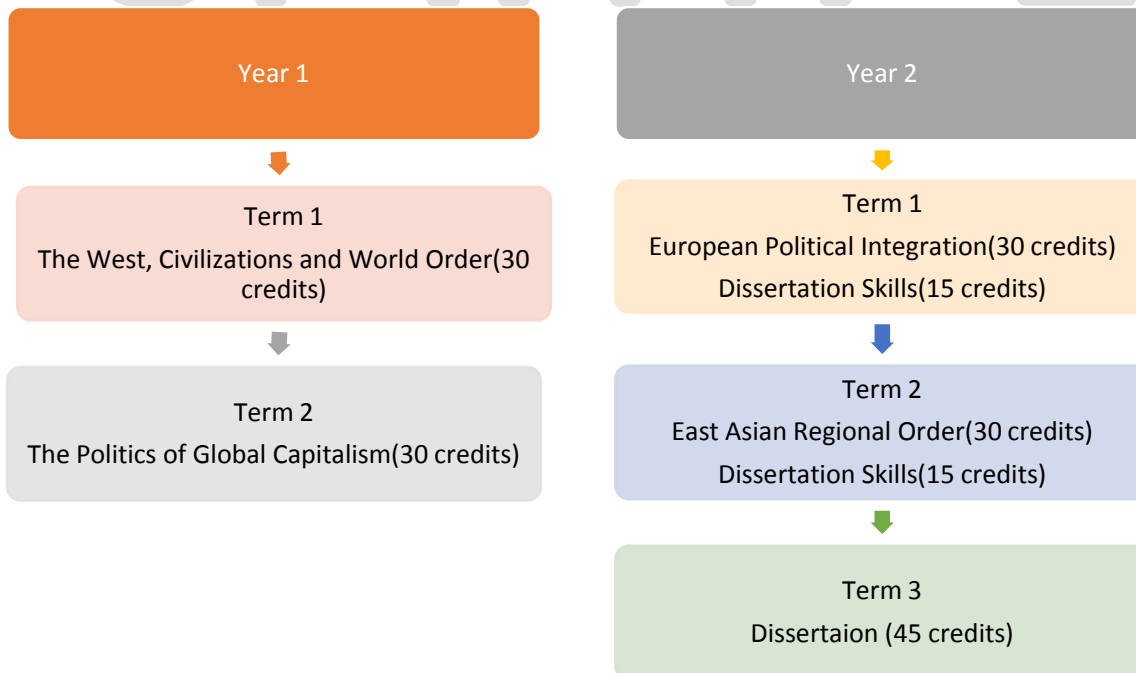 Year 1
Term 1
The West, Civilizations and World Order(30
credits)
Term 2
The Politics of Global Capitalism(30 credits)
Year 2
Term 1
European Political Integration(30 credits)
Dissertation Skills(15 credits)
Term 2
East Asian Regional Order(30 credits)
Dissertation Skills(15 credits)
Term 3
Dissertaion (45 credits)